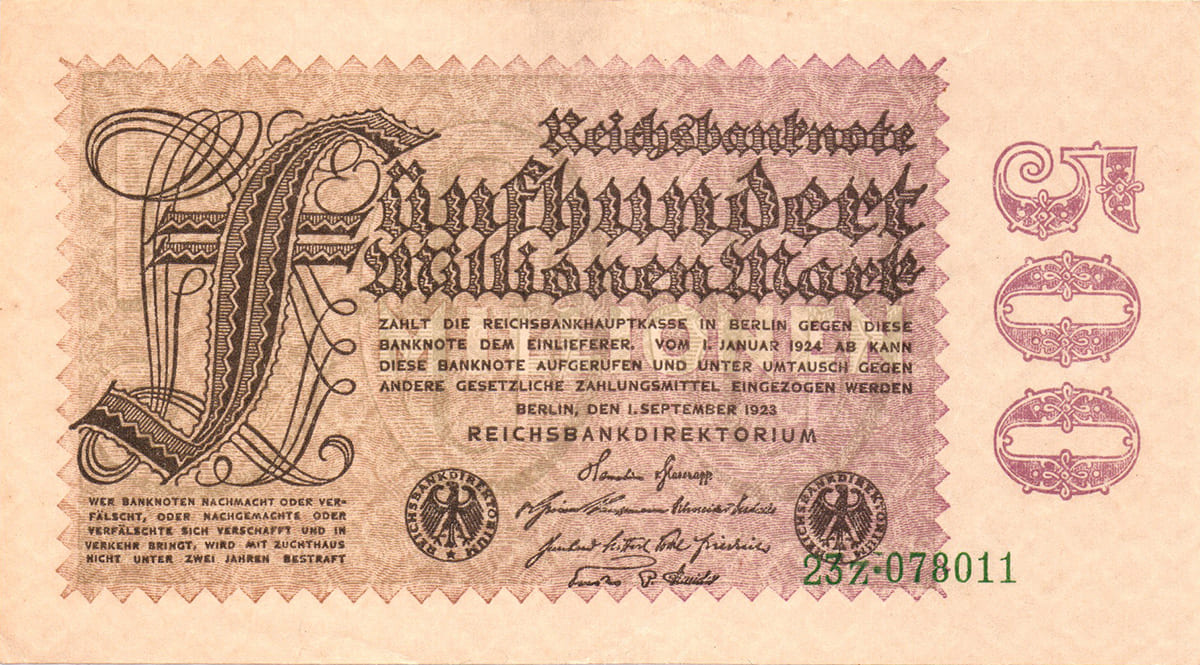 Reichsbanknote
Fünfhundert
Millionen Mark
ZAHLT DIE REICHSBANKHAUPTKASSE IN BERLIN GEGEN DIESE
BANKNOTE DEM EINLIEFERER. VOM 1. JANUAR 1924 AB KANN
DIESE BANKNOTE AUFGERUFEN UND UNTER UMTAUSCH GEGEN
ANDERE GESETZLICHE ZAHLUNGSMITTEL EINGEZOGEN WERDEN
BERLIN, DEN 1. SEPTEMBER 1923
REICHSBANKDIREKTORIUM
WER BANKNOTEN NACHMACHT ODER VER-
FÄLSCHT, ODER NACHGEMACHTE ODER
VERFÄLSCHTE SICH VERSCHAFFT UND IN
VERKEHR BRINGT, WIRD MIT ZUCHTHAUS
NICHT UNTER ZWEI JAHREN BESTRAFT
REICHSBANKDIREKTORIUM
REICHSBANKDIREKTORIUM
23Z·078011
500